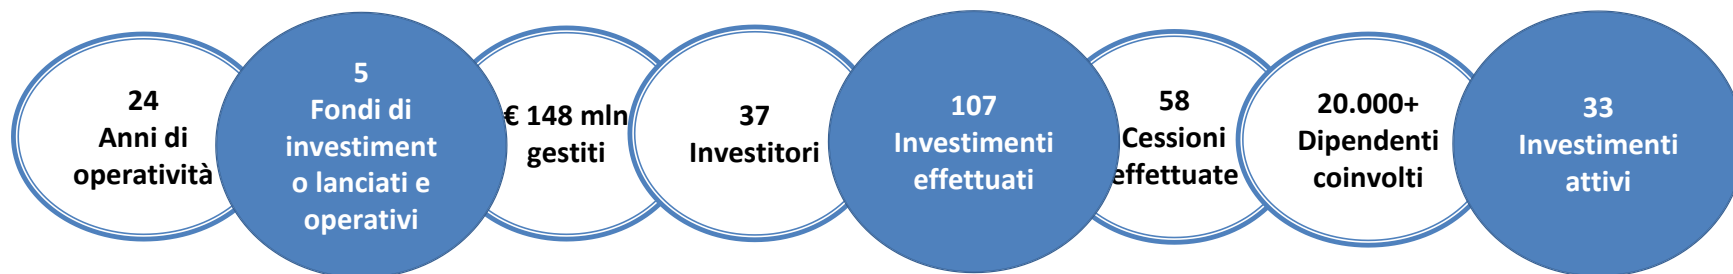 24
Anni di
operatività
5
Fondi di
investiment
o lanciati e
operativi
€ 148 mln
gestiti
37
Investitori
107
Investimenti
effettuati
58
Cessioni
effettuate
20.000+
Dipendenti
coinvolti
33
Investimenti
attivi